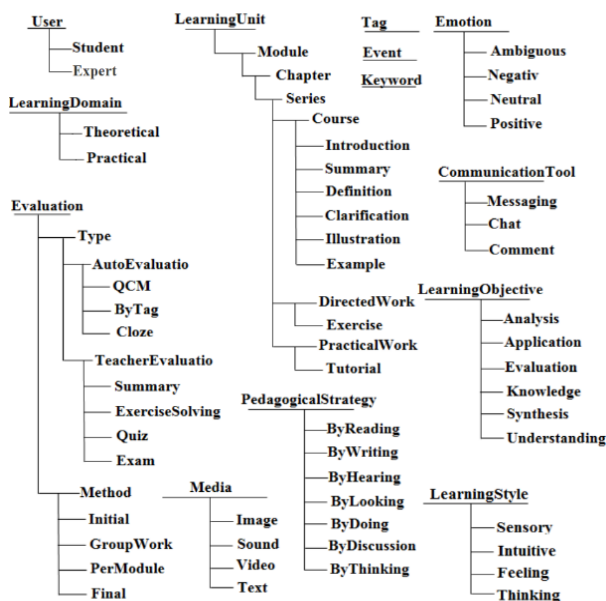 User
Student
Expert
LearningDomain
Theoretical
Practical
LearningUnit
Module
Chapter
Series
Course
Introduction
Summary
Definition
Clarification
Illustration
Example
DirectedWork
Exercise
PracticalWork
Tutorial
Tag
Event
Keyword
Emotion
Ambiguous
Negativ
Neutral
Positive
CommunicationTool
Messaging
Chat
Comment
Evaluation
Type
AutoEvaluatio
QCM
ByTag
Cloze
TeacherEvaluatio
Summary
ExerciseSolving
Quiz
Exam
Method
Initial
GroupWork
PerModule
Final
Media
Image
Sound
Video
Text
PedagogicalStrategy
ByReading
ByWriting
ByHearing
ByLooking
ByDoing
ByDiscussion
ByThinking
LearningObjective
Analysis
Application
Evaluation
Knowledge
Synthesis
Understanding
LearningStyle
Sensory
Intuitive
Feeling
Thinking